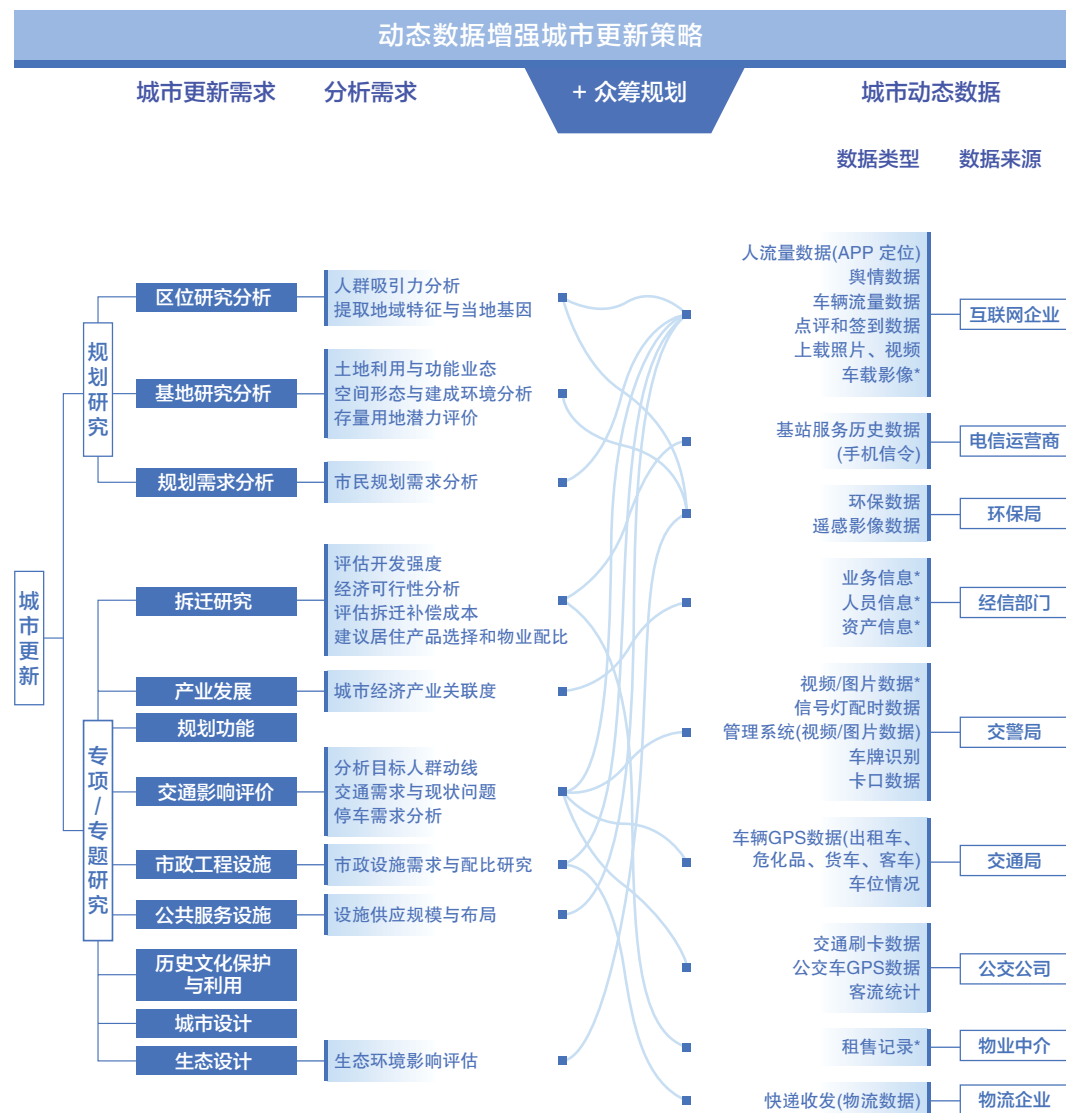 动态数据增强城市更新策略
城市更新需求
分析需求
+ 众筹规划
城市动态数据
数据类型
数据来源
城市更新
规划研究
区位研究分析
人群吸引力分析
提取地域特征与当地基因
基地研究分析
土地利用与功能业态
空间形态与建成环境分析
存量用地潜力评价
规划需求分析
市民规划需求分析
专项/专题研究
拆迁研究
评估开发强度
经济可行性分析
评估拆迁补偿成本
建议居住产品选择和物业配比
产业发展
城市经济产业关联度
规划功能
交通影响评价
分析目标人群动线
交通需求与现状问题
停车需求分析
市政工程设施
市政设施需求与配比研究
公共服务设施
设施供应规模与布局
历史文化保护
与利用
城市设计
生态设计
生态环境影响评估
人流量数据(APP 定位)
舆情数据
车辆流量数据
点评和签到数据
上载照片、视频
车载影像*
互联网企业
基站服务历史数据
(手机信令)
电信运营商
环保数据
遥感影像数据
环保局
业务信息*
人员信息*
资产信息*
经信部门
视频/图片数据*
信号灯配时数据
管理系统(视频/图片数据)
车牌识别
卡口数据
交警局
车辆GPS数据(出租车、
危化品、货车、客车)
车位情况
交通局
交通刷卡数据
公交车GPS数据
客流统计
公交公司
租售记录*
物业中介
快递收发(物流数据)
物流企业